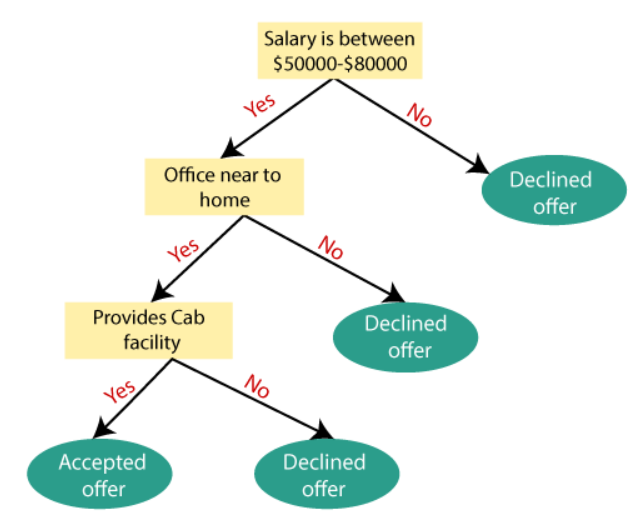 Salary is between
$50000-$80000
Yes
No
Office near to
home
Declined
offer
Yes
No
Provides Cab
facility
Declined
offer
Yes
No
Accepted
offer
Declined
offer